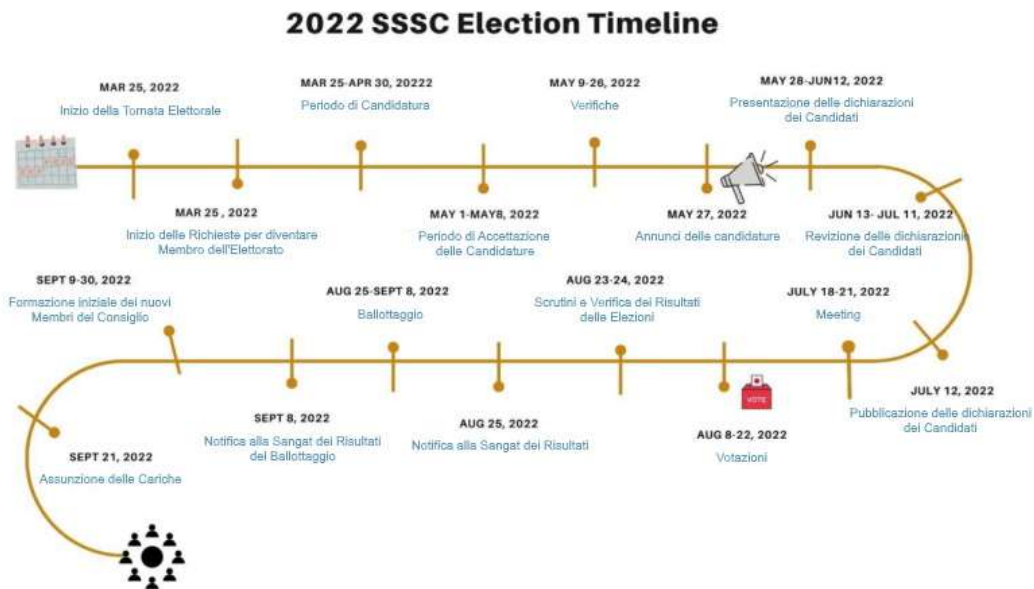 2022 SSSC Election Timeline
MAR 25, 2022
Inizio della Tornata Elettorale
MAR 25, 2022
Inizio delle Richieste per diventare
Membro dell'Elettorato
MAR 25-APR 30, 20222
Periodo di Candidatura
MAY 1-MAY8, 2022
Periodo di Accettazione
delle Candidature
MAY 9-26, 2022
Verifiche
MAY 27, 2022
Annunci delle candidature
MAY 28-JUN12, 2022
Presentazione delle dichiarazioni
dei Candidati
JUN 13- JUL 11, 2022
Revizione delle dichiarazione
dei Candidati
JULY 12, 2022
Pubblicazione delle dichiarazioni
dei Candidati
JULY 18-21, 2022
Meeting
AUG 8-22, 2022
Votazioni
VOTE
AUG 23-24, 2022
Scrutini e Verifica dei Risultati
delle Elezioni
AUG 25, 2022
Notifica alla Sangat dei Risultati
AUG 25-SEPT 8, 2022
Ballottaggio
SEPT 8, 2022
Notifica alla Sangat dei Risultati
del Ballottaggio
SEPT 9-30, 2022
Formazione iniziale dei nuovi
Membri del Consiglio
SEPT 21, 2022
Assunzione delle Cariche